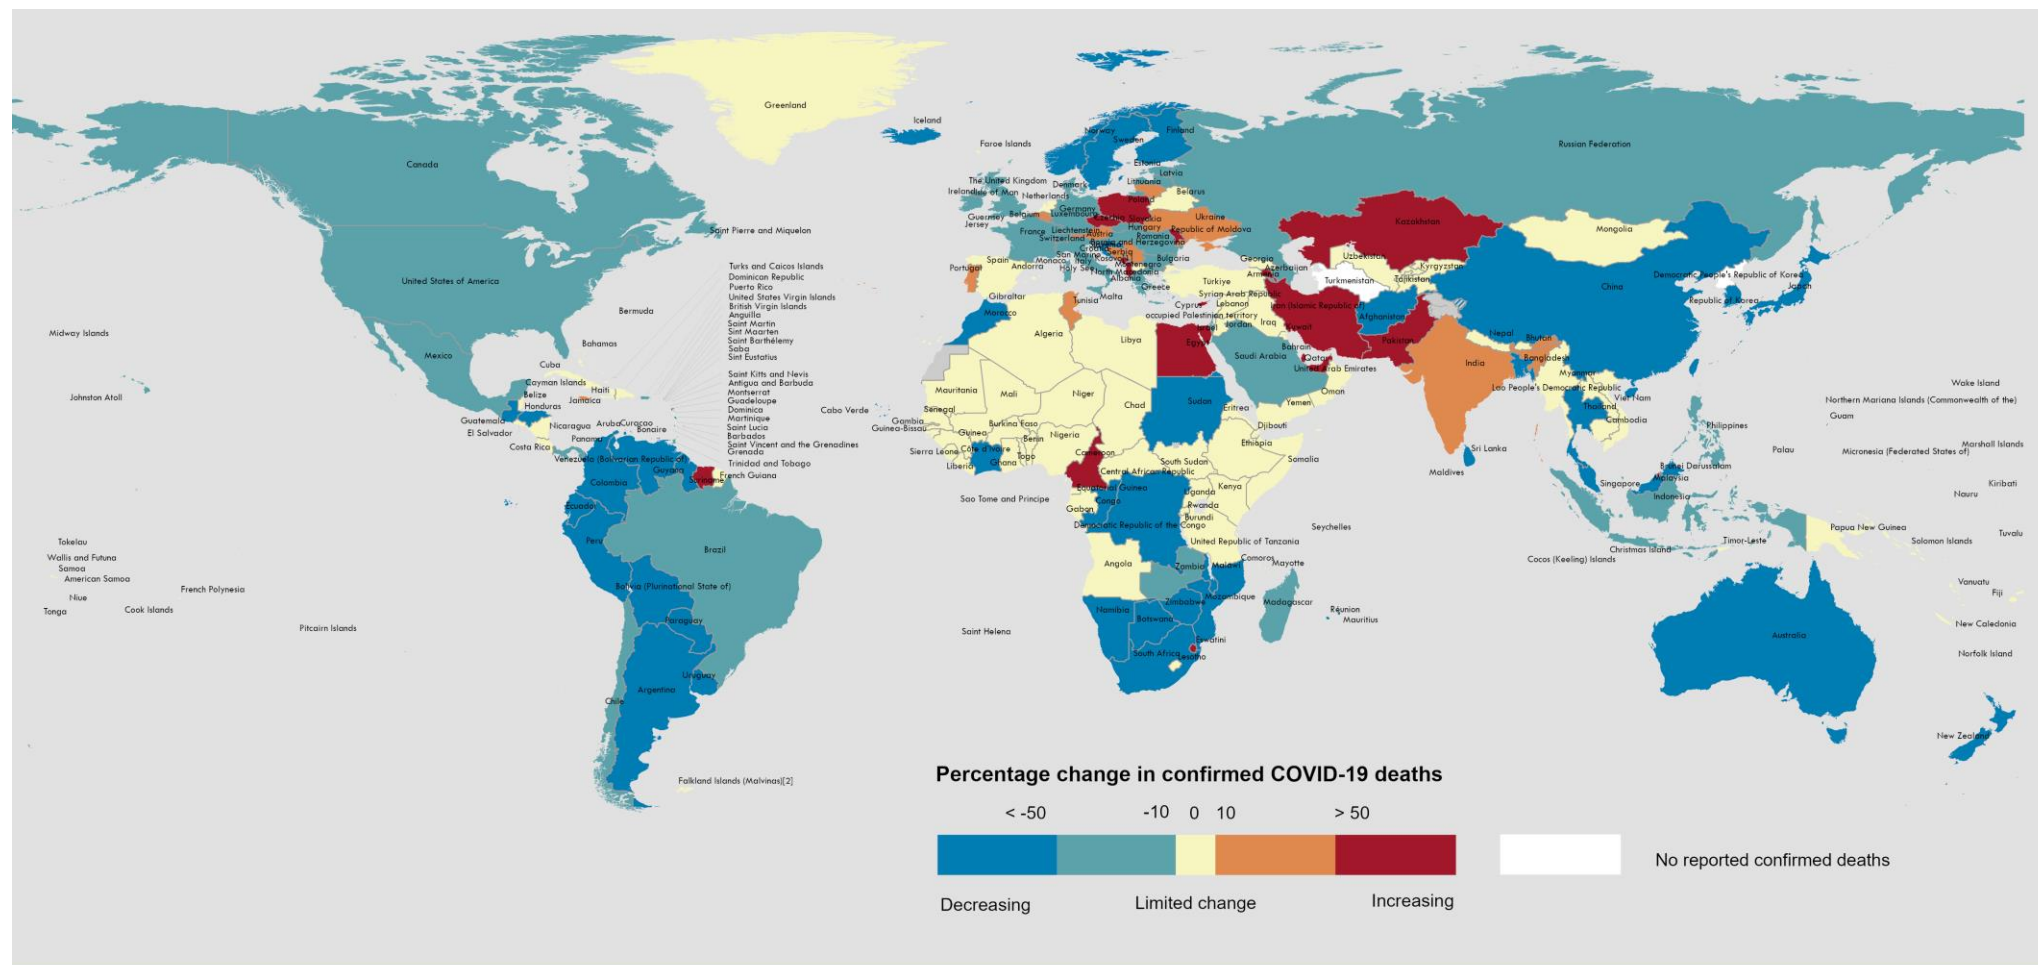 Greenland
Iceland
Faroe Islands
Norway
Sweden
Finland
Estonia
Latvia
Lithuania
Russian Federation
Canada
The United Kingdom
Denmark
Isle of Man
Ireland
Netherlands
Belarus
Poland
Germany
Guernsey
Belgium
Luxembourg
Czechia
Slovakia
Ukraine
Jersey
France
Liechtenstein
Austria
Hungary
Republic of Moldova
Kazakhstan
Mongolia
Saint Pierre and Miquelon
Switzerland
Romania
Bosnia and Herzegovina
Croatia
Serbia
San Marino
Monaco
Italy
Kosovo
Bulgaria
Georgia
Uzbekistan
Kyrgyzstan
Portugal
Spain
Andorra
Holy See
Montenegro
North Macedonia
Albania
Azerbaijan
Armenia
Tajikistan
Democratic People's Republic of Korea
United States of America
Greece
Türkiye
Turkmenistan
China
Japan
Turks and Caicos Islands
Dominican Republic
Puerto Rico
United States Virgin Islands
British Virgin Islands
Anguilla
Saint Martin
Sint Maarten
Saint Barthélemy
Saba
Sint Eustatius
Gibraltar
Malta
Tunisia
Syrian Arab Republic
Cyprus
Lebanon
Iran (Islamic Republic of)
Republic of Korea
Bermuda
Morocco
occupied Palestinian territory
Afghanistan
Midway Islands
Algeria
Libya
Israel
Jordan
Iraq
Kuwait
Nepal
Bhutan
Bahamas
Egypt
Bahrain
Pakistan
Mexico
Saudi Arabia
Qatar
India
Bangladesh
Cuba
United Arab Emirates
Myanmar
Cayman Islands
Haiti
Saint Kitts and Nevis
Antigua and Barbuda
Montserrat
Guadeloupe
Dominica
Martinique
Saint Lucia
Barbados
Saint Vincent and the Grenadines
Grenada
Trinidad and Tobago
Mauritania
Mali
Niger
Oman
Lao People's Democratic Republic
Wake Island
Johnston Atoll
Belize
Jamaica
Honduras
Cabo Verde
Senegal
Chad
Sudan
Eritrea
Yemen
Thailand
Viet Nam
Northern Mariana Islands (Commonwealth of the)
Guam
Guatemala
El Salvador
Nicaragua
Aruba
Curacao
Bonaire
Gambia
Guinea-Bissau
Guinea
Burkina Faso
Benin
Nigeria
Djibouti
Cambodia
Philippines
Costa Rica
Panama
Sierra Leone
Côte d'Ivoire
Togo
Ethiopia
Liberia
Ghana
Cameroon
South Sudan
Somalia
Sri Lanka
Palau
Micronesia (Federated States of)
Marshall Islands
Venezuela (Bolivarian Republic of)
Guyana
Suriname
French Guiana
Central African Republic
Maldives
Brunei Darussalam
Malaysia
Colombia
Sao Tome and Principe
Equatorial Guinea
Uganda
Kenya
Singapore
Indonesia
Kiribati
Nauru
Ecuador
Gabon
Congo
Rwanda
Burundi
Democratic Republic of the Congo
Seychelles
Papua New Guinea
Tuvalu
Tokelau
Peru
Brazil
United Republic of Tanzania
Timor-Leste
Solomon Islands
Wallis and Futuna
Samoa
American Samoa
Angola
Zambia
Malawi
Comoros
Mayotte
Cocos (Keeling) Islands
Christmas Island
Niue
French Polynesia
Bolivia (Plurinational State of)
Vanuatu
Fiji
Tonga
Cook Islands
Pitcairn Islands
Namibia
Zimbabwe
Mozambique
Madagascar
Réunion
Mauritius
Paraguay
Saint Helena
Botswana
New Caledonia
Australia
Norfolk Island
South Africa
Eswatini
Lesotho
Uruguay
Argentina
Chile
New Zealand
Falkland Islands (Malvinas)[2]
Percentage change in confirmed COVID-19 deaths
< -50 -10 0 10 > 50
No reported confirmed deaths
Decreasing Limited change Increasing